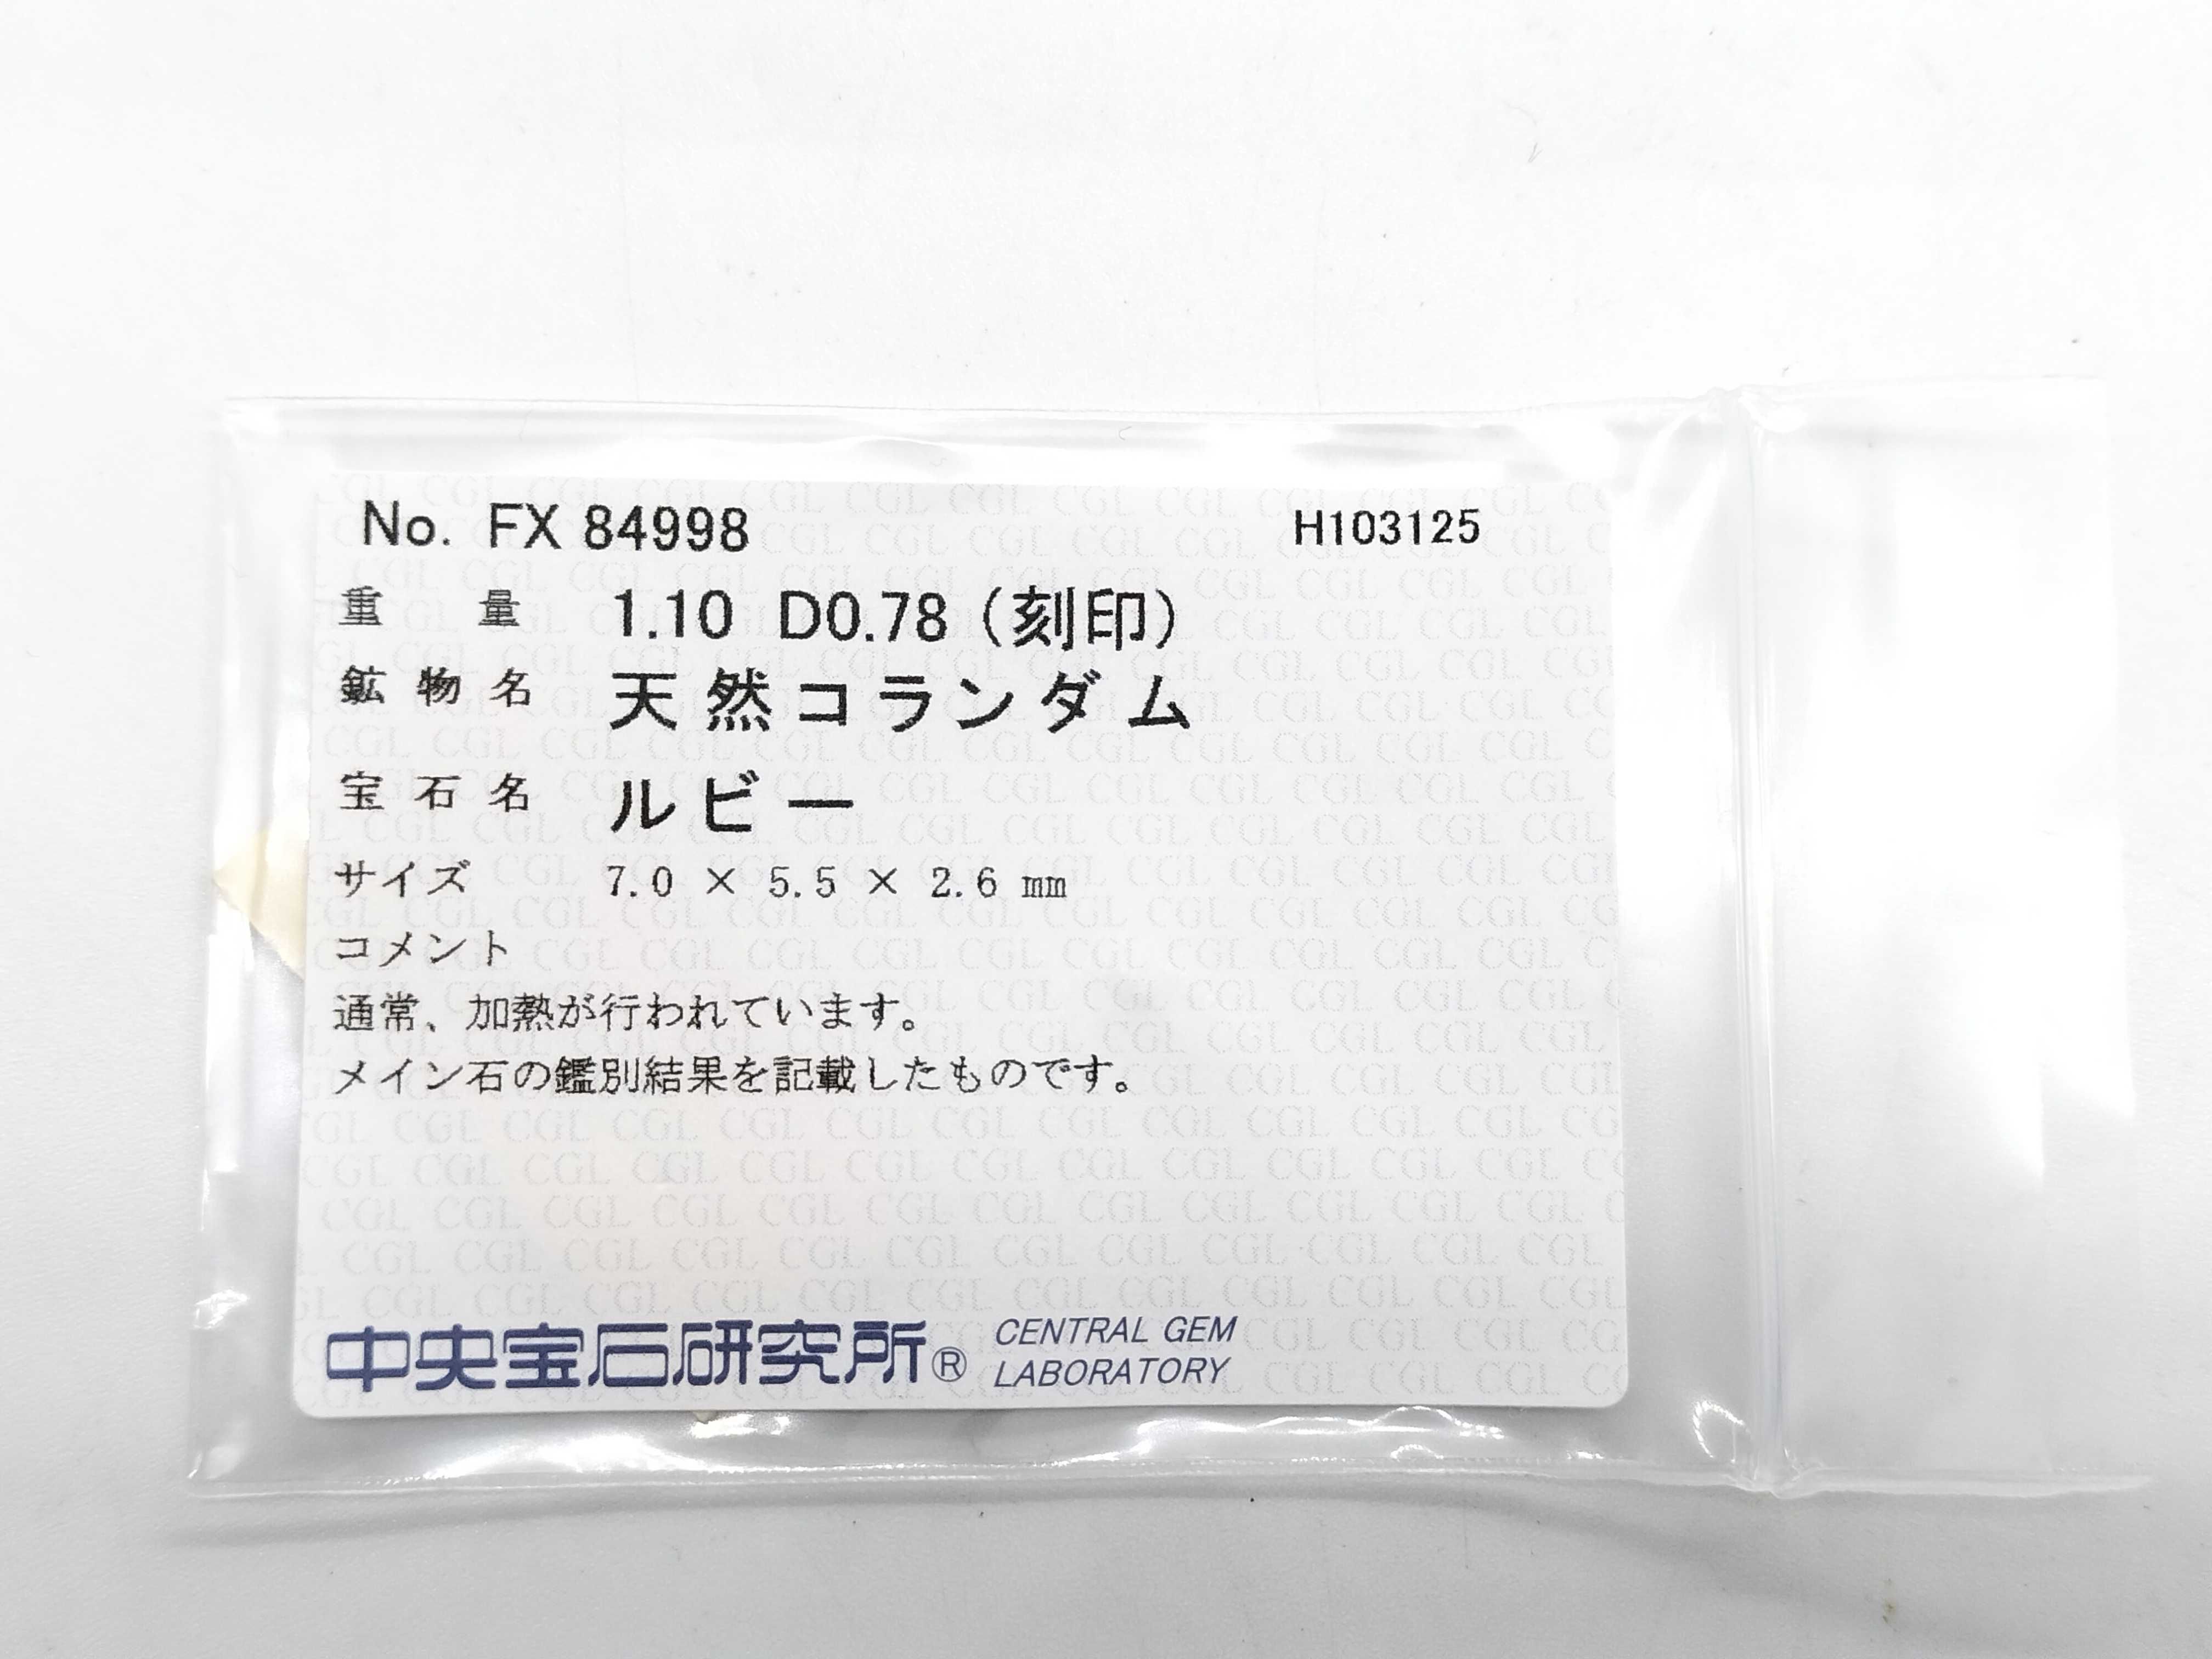 No. FX 84998 H103125
重量 1.10 D0.78（刻印）
鉱物名 天然コランダム
宝石名 ルビー
サイズ 7.0 × 5.5 × 2.6 mm
コメント
通常、加熱が行われています。
メイン石の鑑別結果を記載したものです。
中央宝石研究所® CENTRAL GEM
LABORATORY